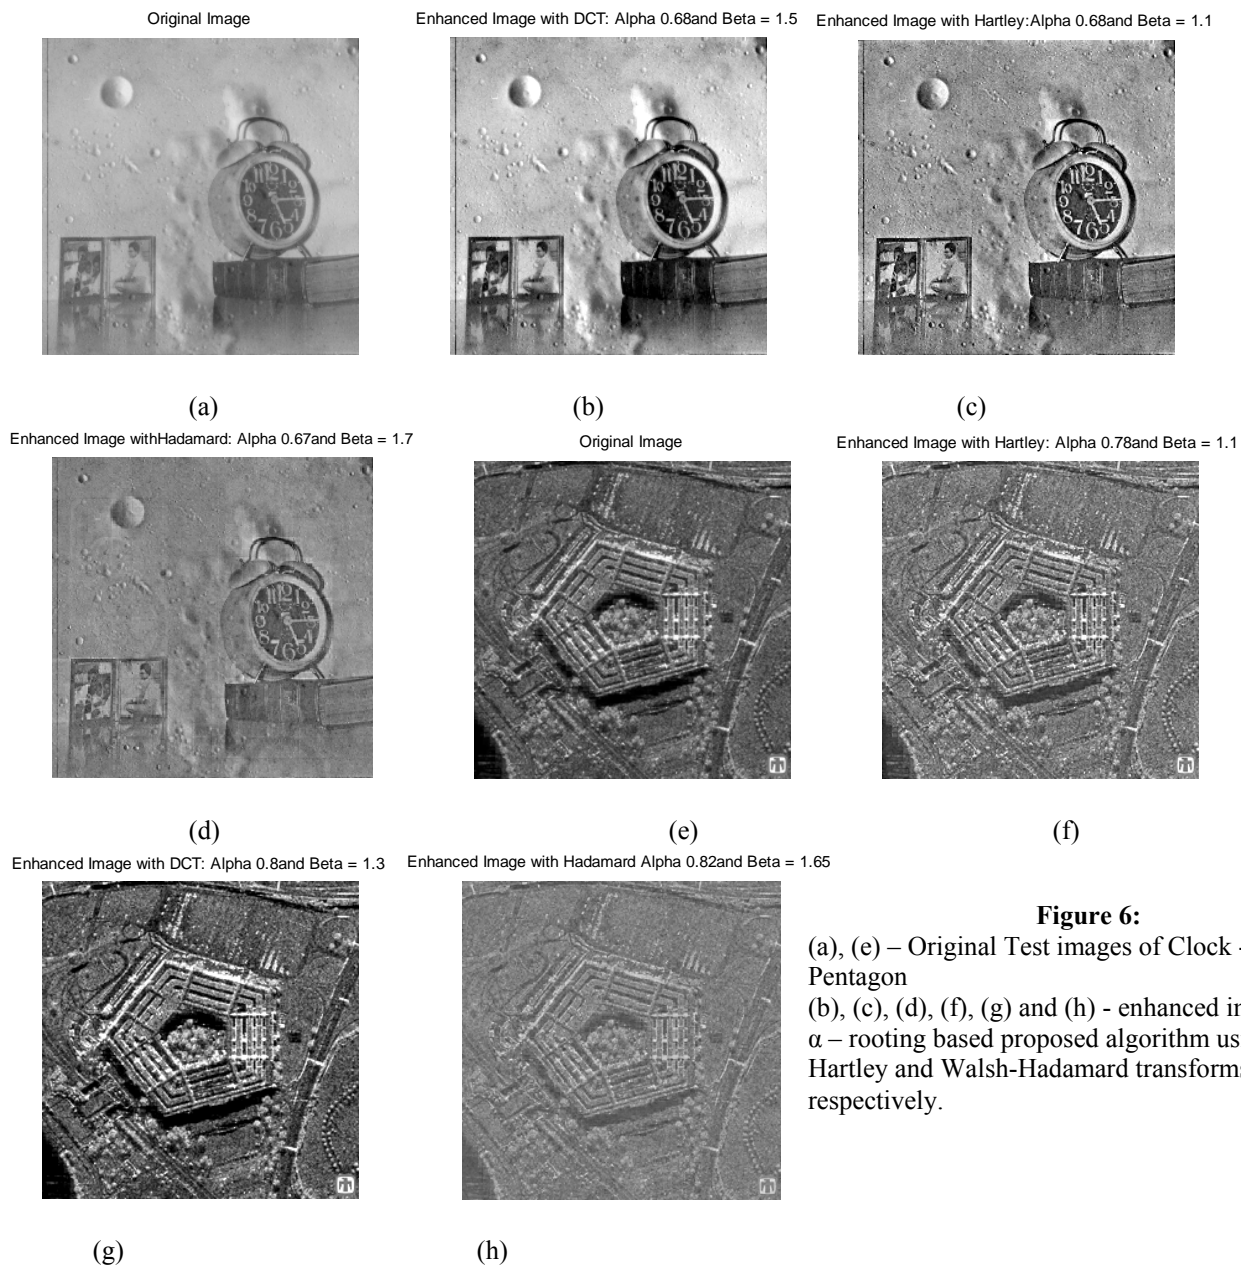 Original Image
Enhanced Image with DCT: Alpha 0.68and Beta = 1.5
Enhanced Image with Hartley:Alpha 0.68and Beta = 1.1
(a)
(b)
(c)
Enhanced Image withHadamard: Alpha 0.67and Beta = 1.7
Original Image
Enhanced Image with Hartley: Alpha 0.78and Beta = 1.1
(d)
(e)
(f)
Enhanced Image with DCT: Alpha 0.8and Beta = 1.3
Enhanced Image with Hadamard Alpha 0.82and Beta = 1.65
Figure 6:
(a), (e) – Original Test images of Clock -
Pentagon
(b), (c), (d), (f), (g) and (h) - enhanced
α – rooting based proposed algorithm
Hartley and Walsh-Hadamard
respectively.
(g)
(h)